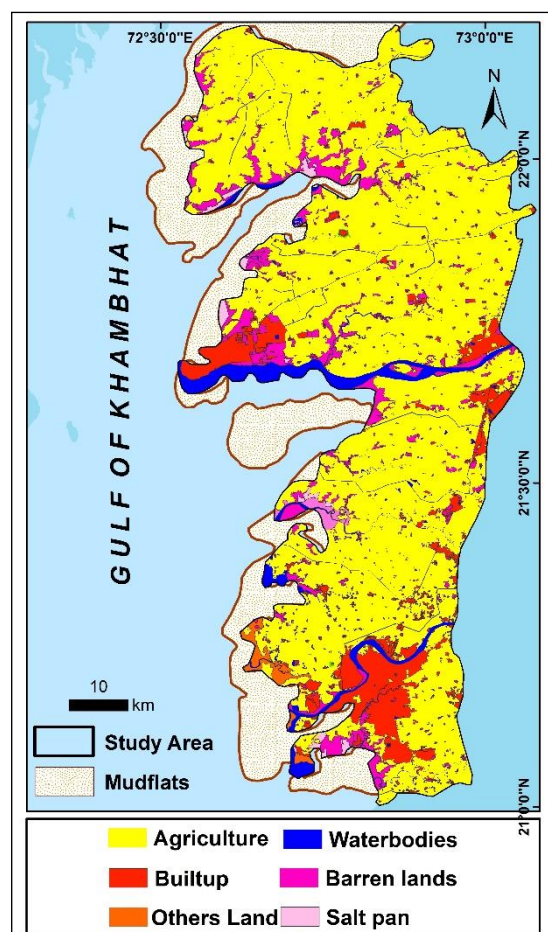 72°30'0"E
73°0'0"E
N
22°0'0"N
GULF OF KHAMBHAT
21°30'0"N
10
km
Study Area
Mudflats
21°0'0"N
Agriculture
Waterbodies
Builtup
Barren lands
Others Land
Salt pan